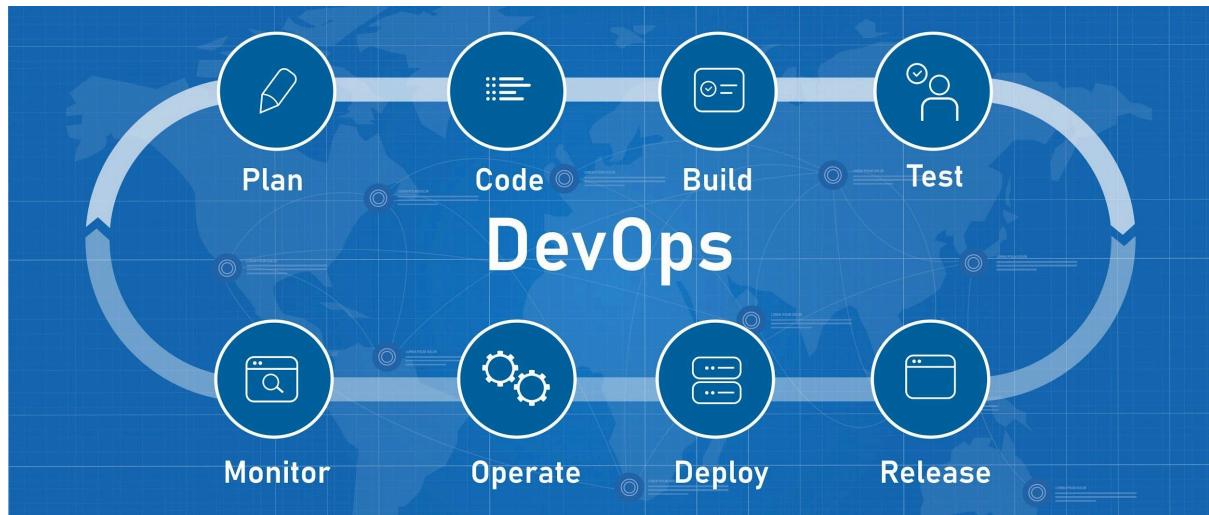 Plan
Code
Build
Test
DevOps
Monitor
Operate
Deploy
Release